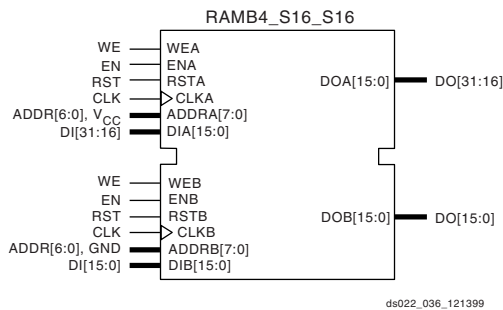 RAMB4_S16_S16
WE WEA
EN ENA
RST RSTA DOA[15:0] DO[31:16]
CLK CLKA
ADDR[6:0], VCC ADDRA[7:0]
DI[31:16] DIA[15:0]
WE WEB
EN ENB
RST RSTB DOB[15:0] DO[15:0]
CLK CLKB
ADDR[6:0], GND ADDRB[7:0]
DI[15:0] DIB[15:0]
ds022_036_121399